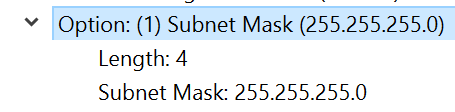 Option: (1) Subnet Mask (255.255.255.0)
Length: 4
Subnet Mask: 255.255.255.0